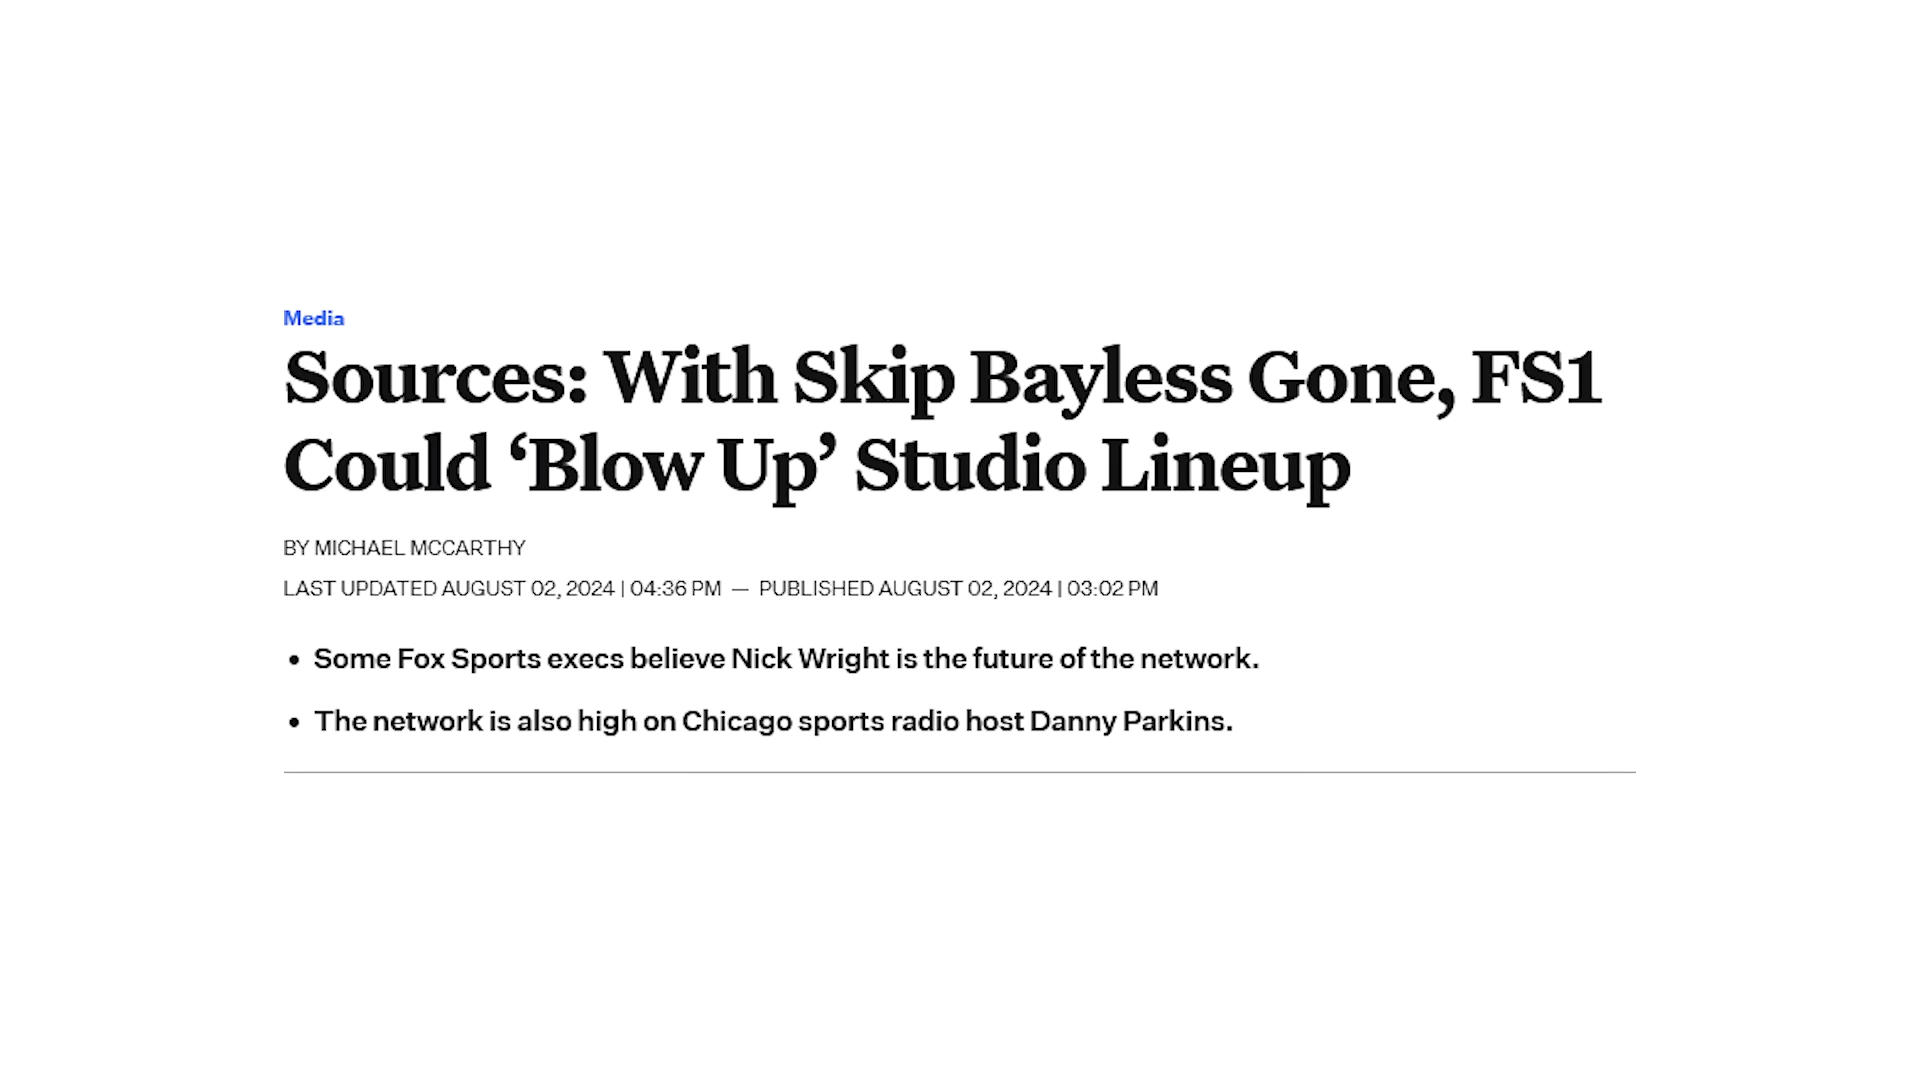 Media
Sources: With Skip Bayless Gone, FS1
Could ‘Blow Up’ Studio Lineup
BY MICHAEL MCCARTHY
LAST UPDATED AUGUST 02, 2024 | 04:36 PM — PUBLISHED AUGUST 02, 2024 | 03:02 PM
• Some Fox Sports execs believe Nick Wright is the future of the network.
• The network is also high on Chicago sports radio host Danny Parkins.